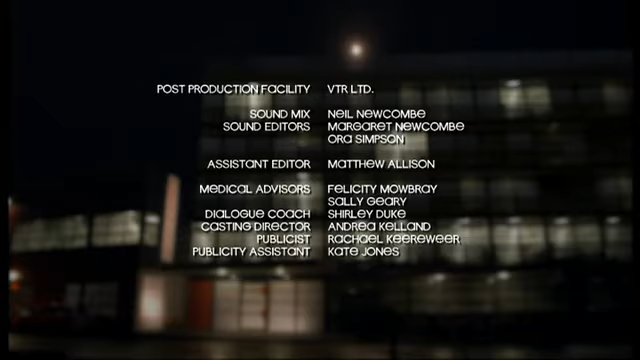 POST PRODUCTION FACILITY VTR LTD.
SOUND MIX NEIL NEWCOMBE
SOUND EDITORS MARGARET NEWCOMBE
ORA SIMPSON
ASSISTANT EDITOR MATTHEW ALLISON
MEDICAL ADVISORS FELICITY MOWBRAY
SALLY GEARY
DIALOGUE COACH SHIRLEY DUKE
CASTING DIRECTOR ANDREA KELLAND
PUBLICIST RACHAEL KEEREWEER
PUBLICITY ASSISTANT KATE JONES